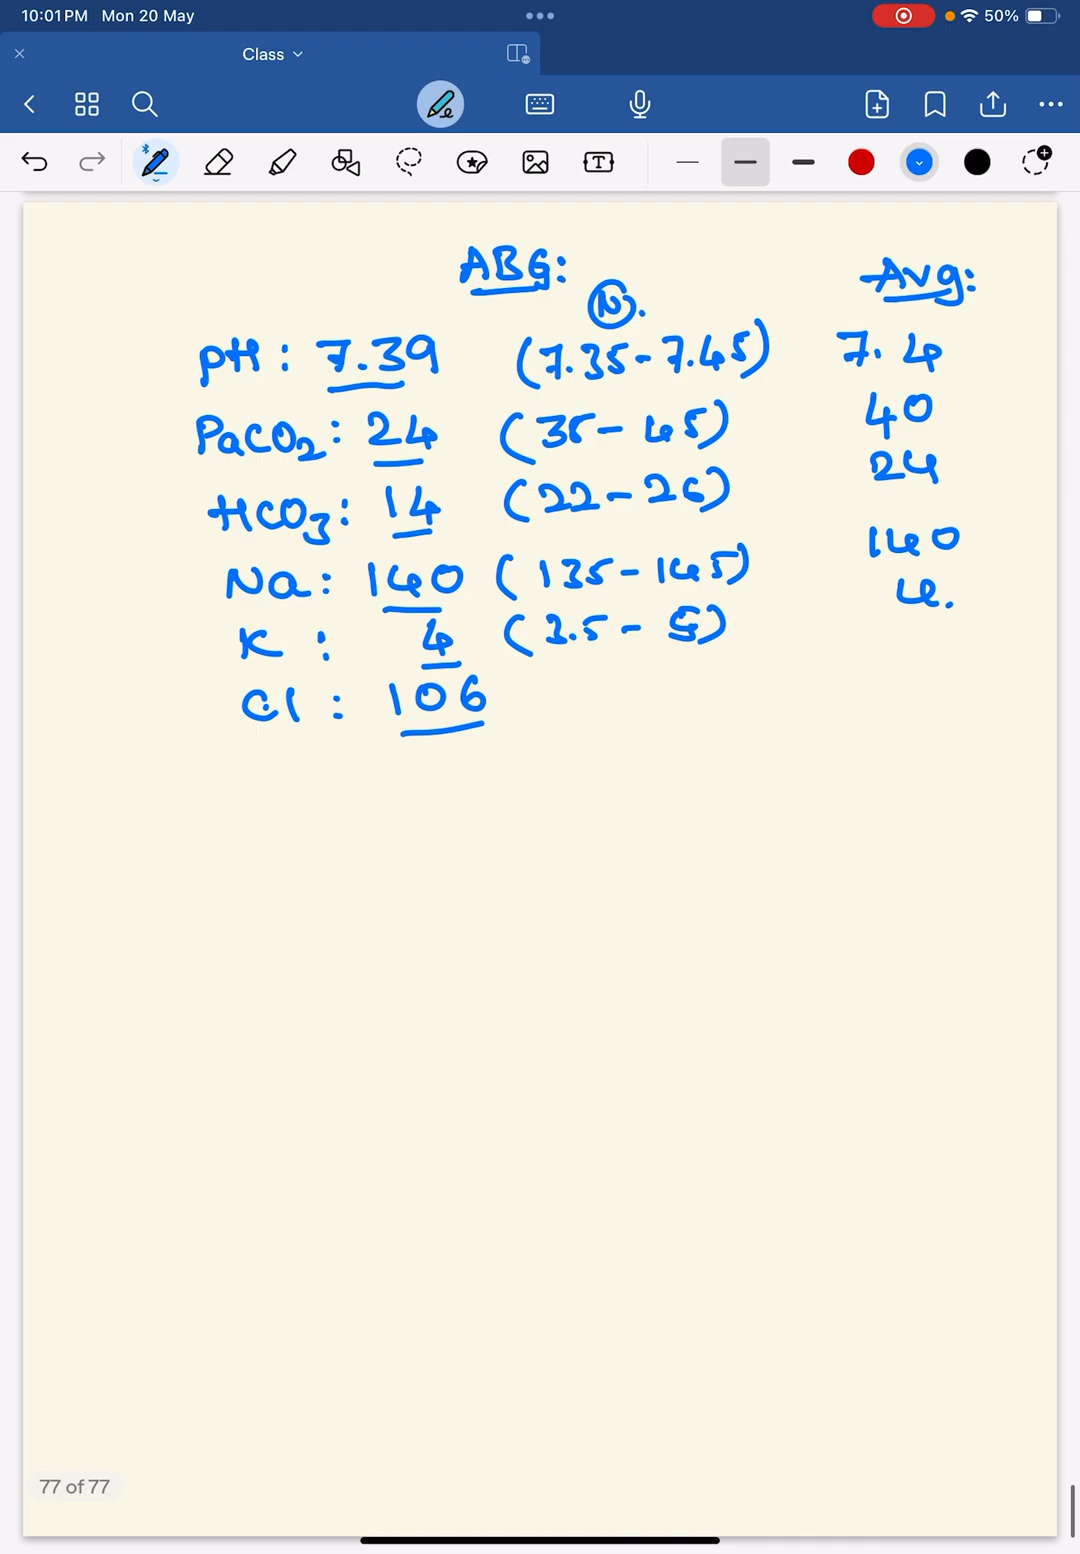 10:01 PM Mon 20 May
50%
Class
ABG:
Avg:
N.
pH: 7.39 (7.35-7.45) 7.4
PaCO₂: 24 (35-45) 40
HCO₃: 14 (22-26) 24
Na: 140 (135-145) 140
K: 4 (3.5-5) 4.
Cl: 106
77 of 77